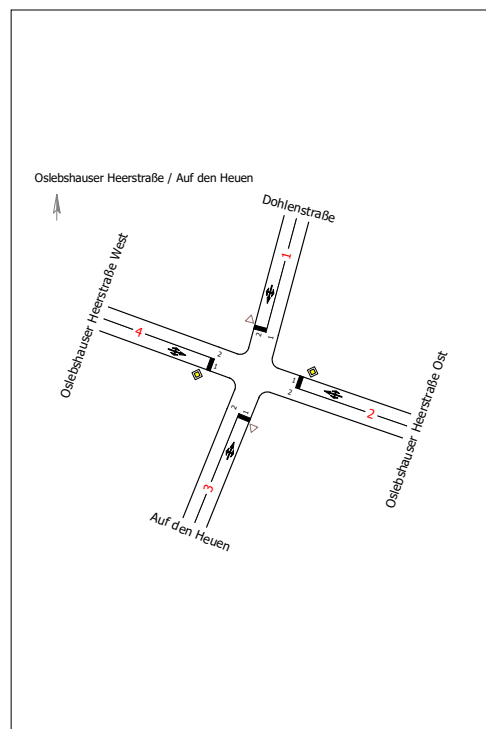 Oslebshauser Heerstraße / Auf den Heuen
Dohlenstraße
1
2
1
Oslebshauser Heerstraße West
4
2
1
1
2
2
Oslebshauser Heerstraße Ost
2
1
3
Auf den Heuen